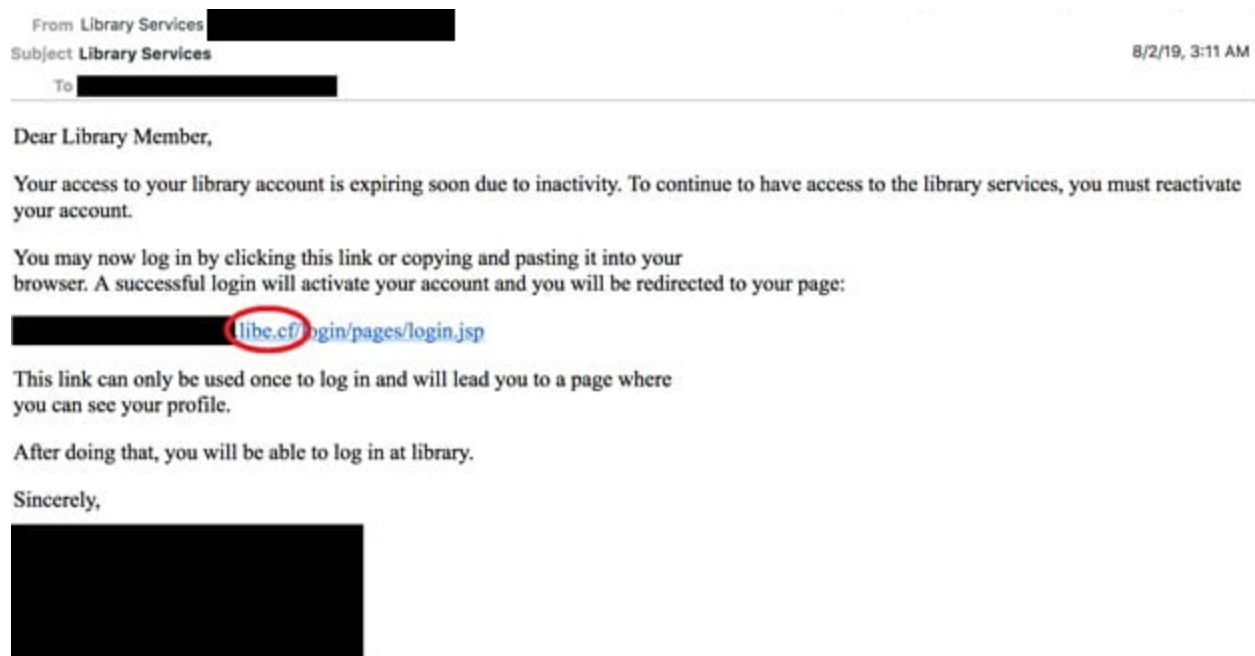 From Library Services
Subject Library Services
8/2/19, 3:11 AM
To
Dear Library Member,
Your access to your library account is expiring soon due to inactivity. To continue to have access to the library services, you must reactivate
your account.
You may now log in by clicking this link or copying and pasting it into your
browser. A successful login will activate your account and you will be redirected to your page:
.libe.cf/login/pages/login.jsp
This link can only be used once to log in and will lead you to a page where
you can see your profile.
After doing that, you will be able to log in at library.
Sincerely,